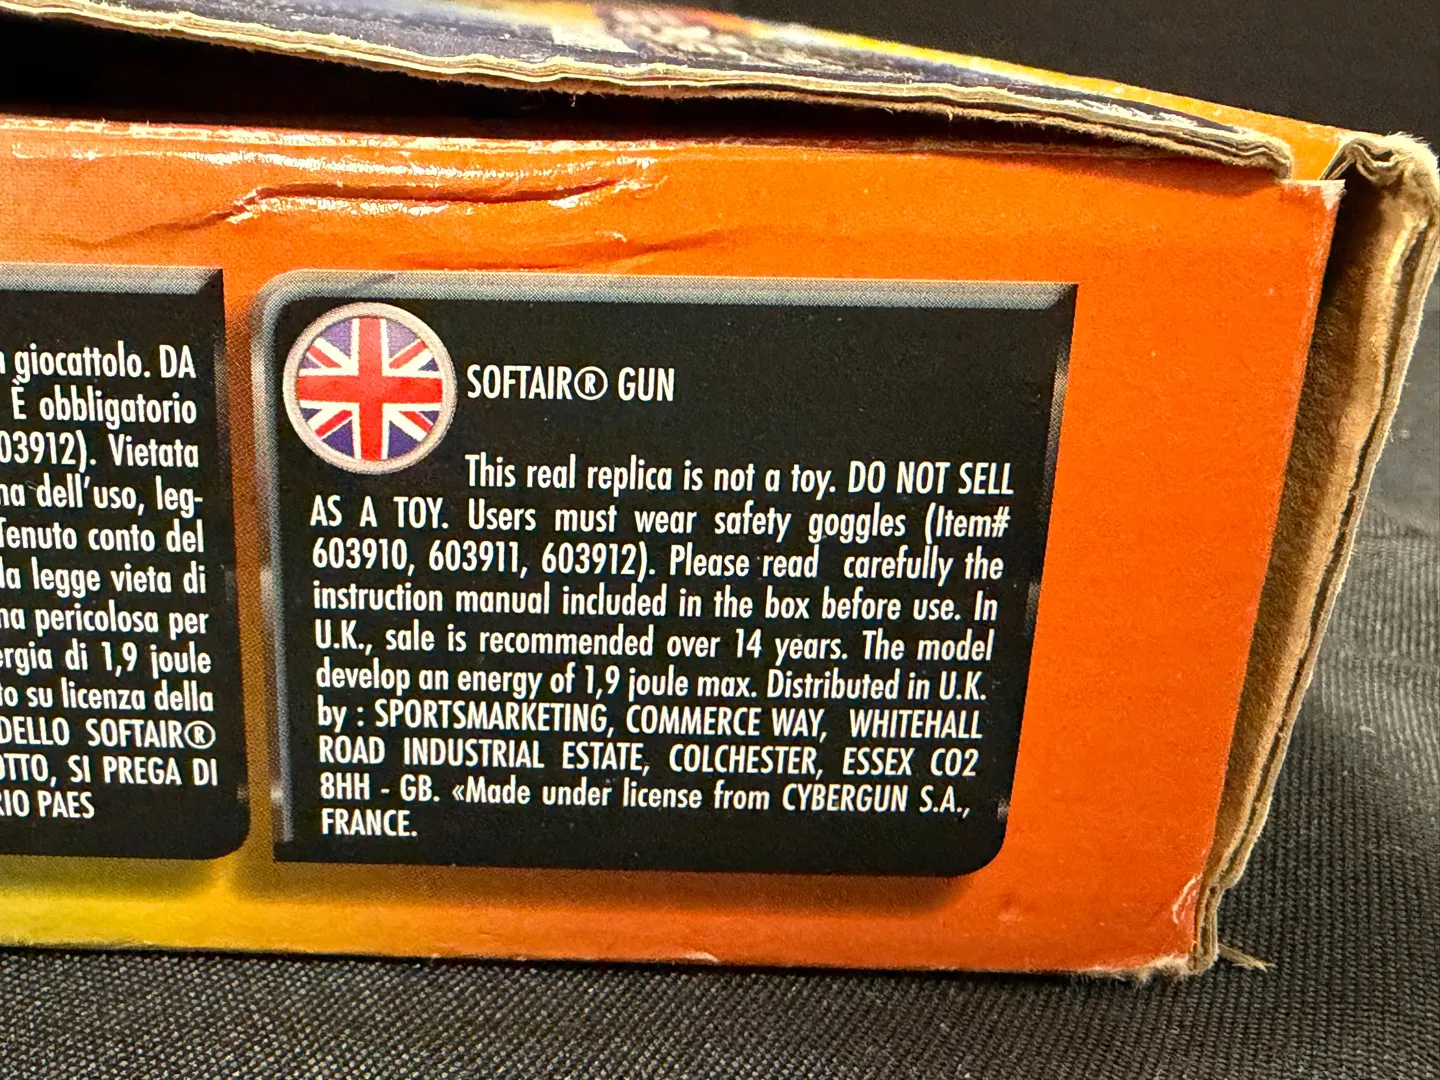 giocattolo. DA
È obbligatorio
03912). Vietata
dell'uso, leg-
Tenuto conto del
la legge vieta di
pericolosa per
di 1,9 joule
su licenza della
DELLO SOFTAIR®
SI PREGA DI
PAES
SOFTAIR® GUN
This real replica is not a toy. DO NOT SELL
AS A TOY. Users must wear safety goggles (Item#
603910, 603911, 603912). Please read carefully the
instruction manual included in the box before use. In
U.K., sale is recommended over 14 years. The model
develop an energy of 1,9 joule max. Distributed in U.K.
by : SPORTSMARKETING, COMMERCE WAY, WHITEHALL
ROAD INDUSTRIAL ESTATE, COLCHESTER, ESSEX CO2
8HH - GB. «Made under license from CYBERGUN S.A.,
FRANCE.